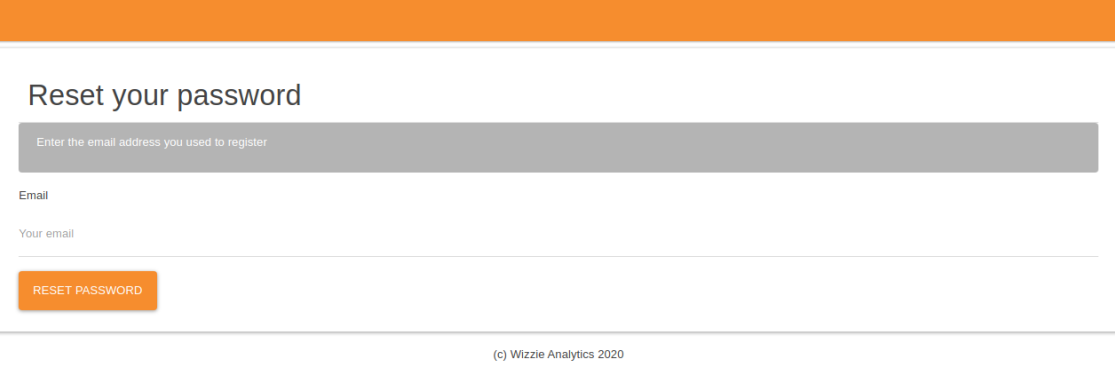 Reset your password
Enter the email address you used to register
Email
Your email
RESET PASSWORD
(c) Wizzie Analytics 2020